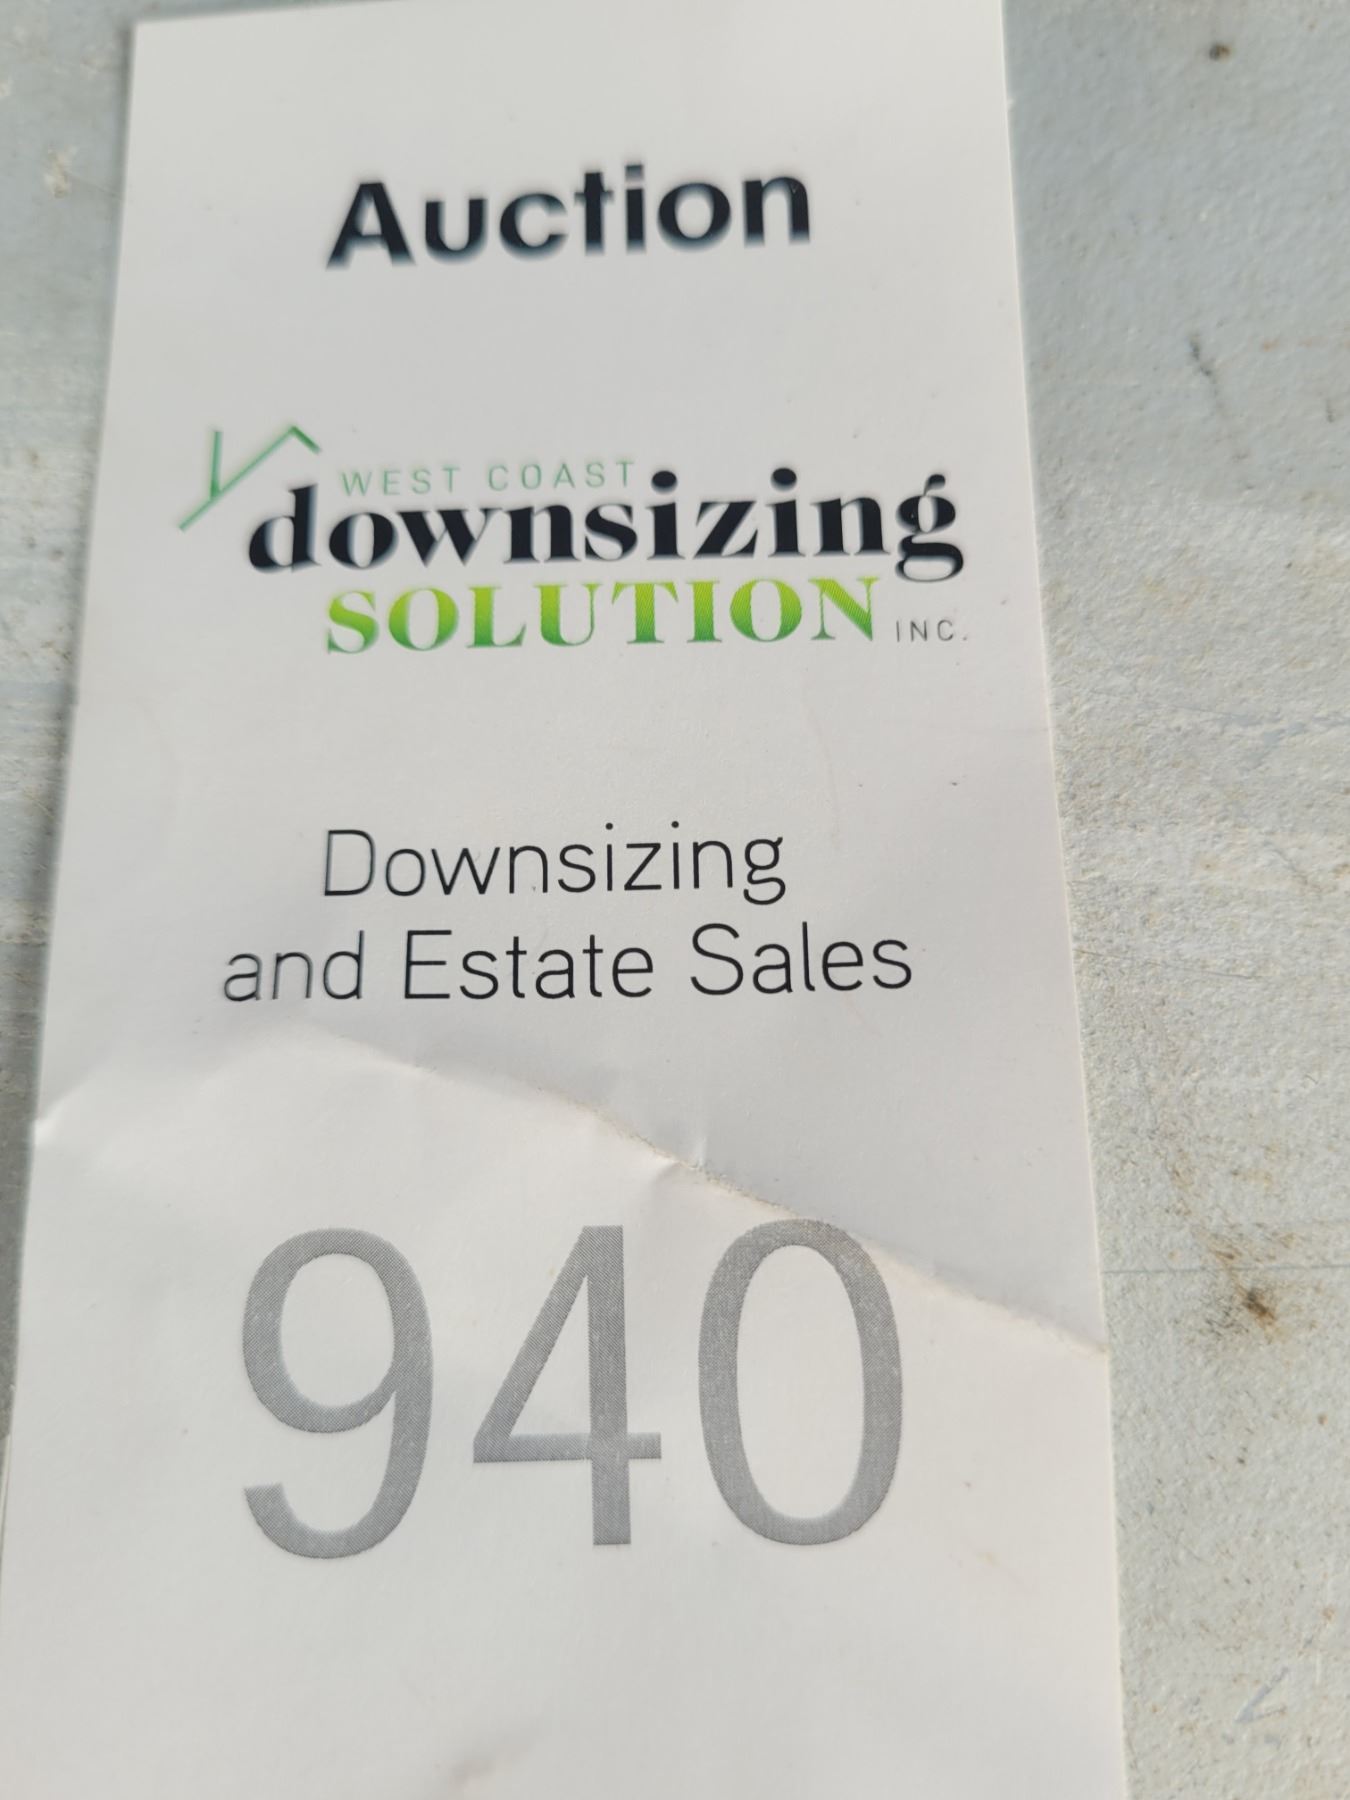 Auction
WEST COAST
downsizing
SOLUTION INC.
Downsizing
and Estate Sales
940